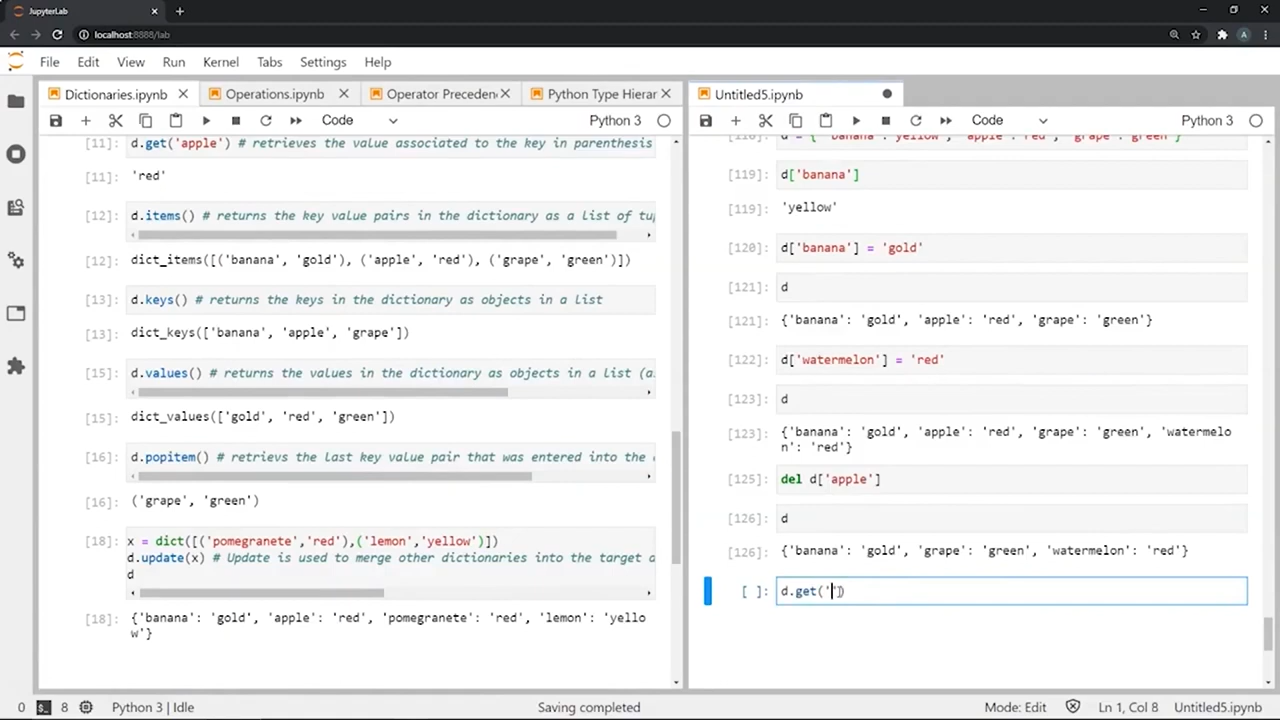 JupyterLab
localhost:8888/lab
File Edit View Run Kernel Tabs Settings Help
Dictionaries.ipynb
Operations.ipynb
Operator Preceden
Python Type Hierar
Code
Python 3
[11]: d.get('apple') # retrieves the value associated to the key in parenthesis
[11]: 'red'
[12]: d.items() # returns the key value pairs in the dictionary as a list of tu
[12]: dict_items([('banana', 'gold'), ('apple', 'red'), ('grape', 'green')])
[13]: d.keys() # returns the keys in the dictionary as objects in a list
[13]: dict_keys(['banana', 'apple', 'grape'])
[15]: d.values() # returns the values in the dictionary as objects in a list (a
[15]: dict_values(['gold', 'red', 'green'])
[16]: d.popitem() # retrievs the last key value pair that was entered into the
[16]: ('grape', 'green')
[18]: x = dict([('pomegranete','red'),('lemon','yellow')])
d.update(x) # Update is used to merge other dictionaries into the target
d
[18]: {'banana': 'gold', 'apple': 'red', 'pomegranete': 'red', 'lemon': 'yello
w'}
Untitled5.ipynb
Code
Python 3
[118]: d = { 'banana':'yellow', 'apple':'red', 'grape':'green'}
[119]: d['banana']
[119]: 'yellow'
[120]: d['banana'] = 'gold'
[121]: d
[121]: {'banana': 'gold', 'apple': 'red', 'grape': 'green'}
[122]: d['watermelon'] = 'red'
[123]: d
[123]: {'banana': 'gold', 'apple': 'red', 'grape': 'green', 'watermelo
n': 'red'}
[125]: del d['apple']
[126]: d
[126]: {'banana': 'gold', 'grape': 'green', 'watermelon': 'red'}
[ ]: d.get('')
0
8
Python 3 | Idle
Saving completed
Mode: Edit
Ln 1, Col 8
Untitled5.ipynb